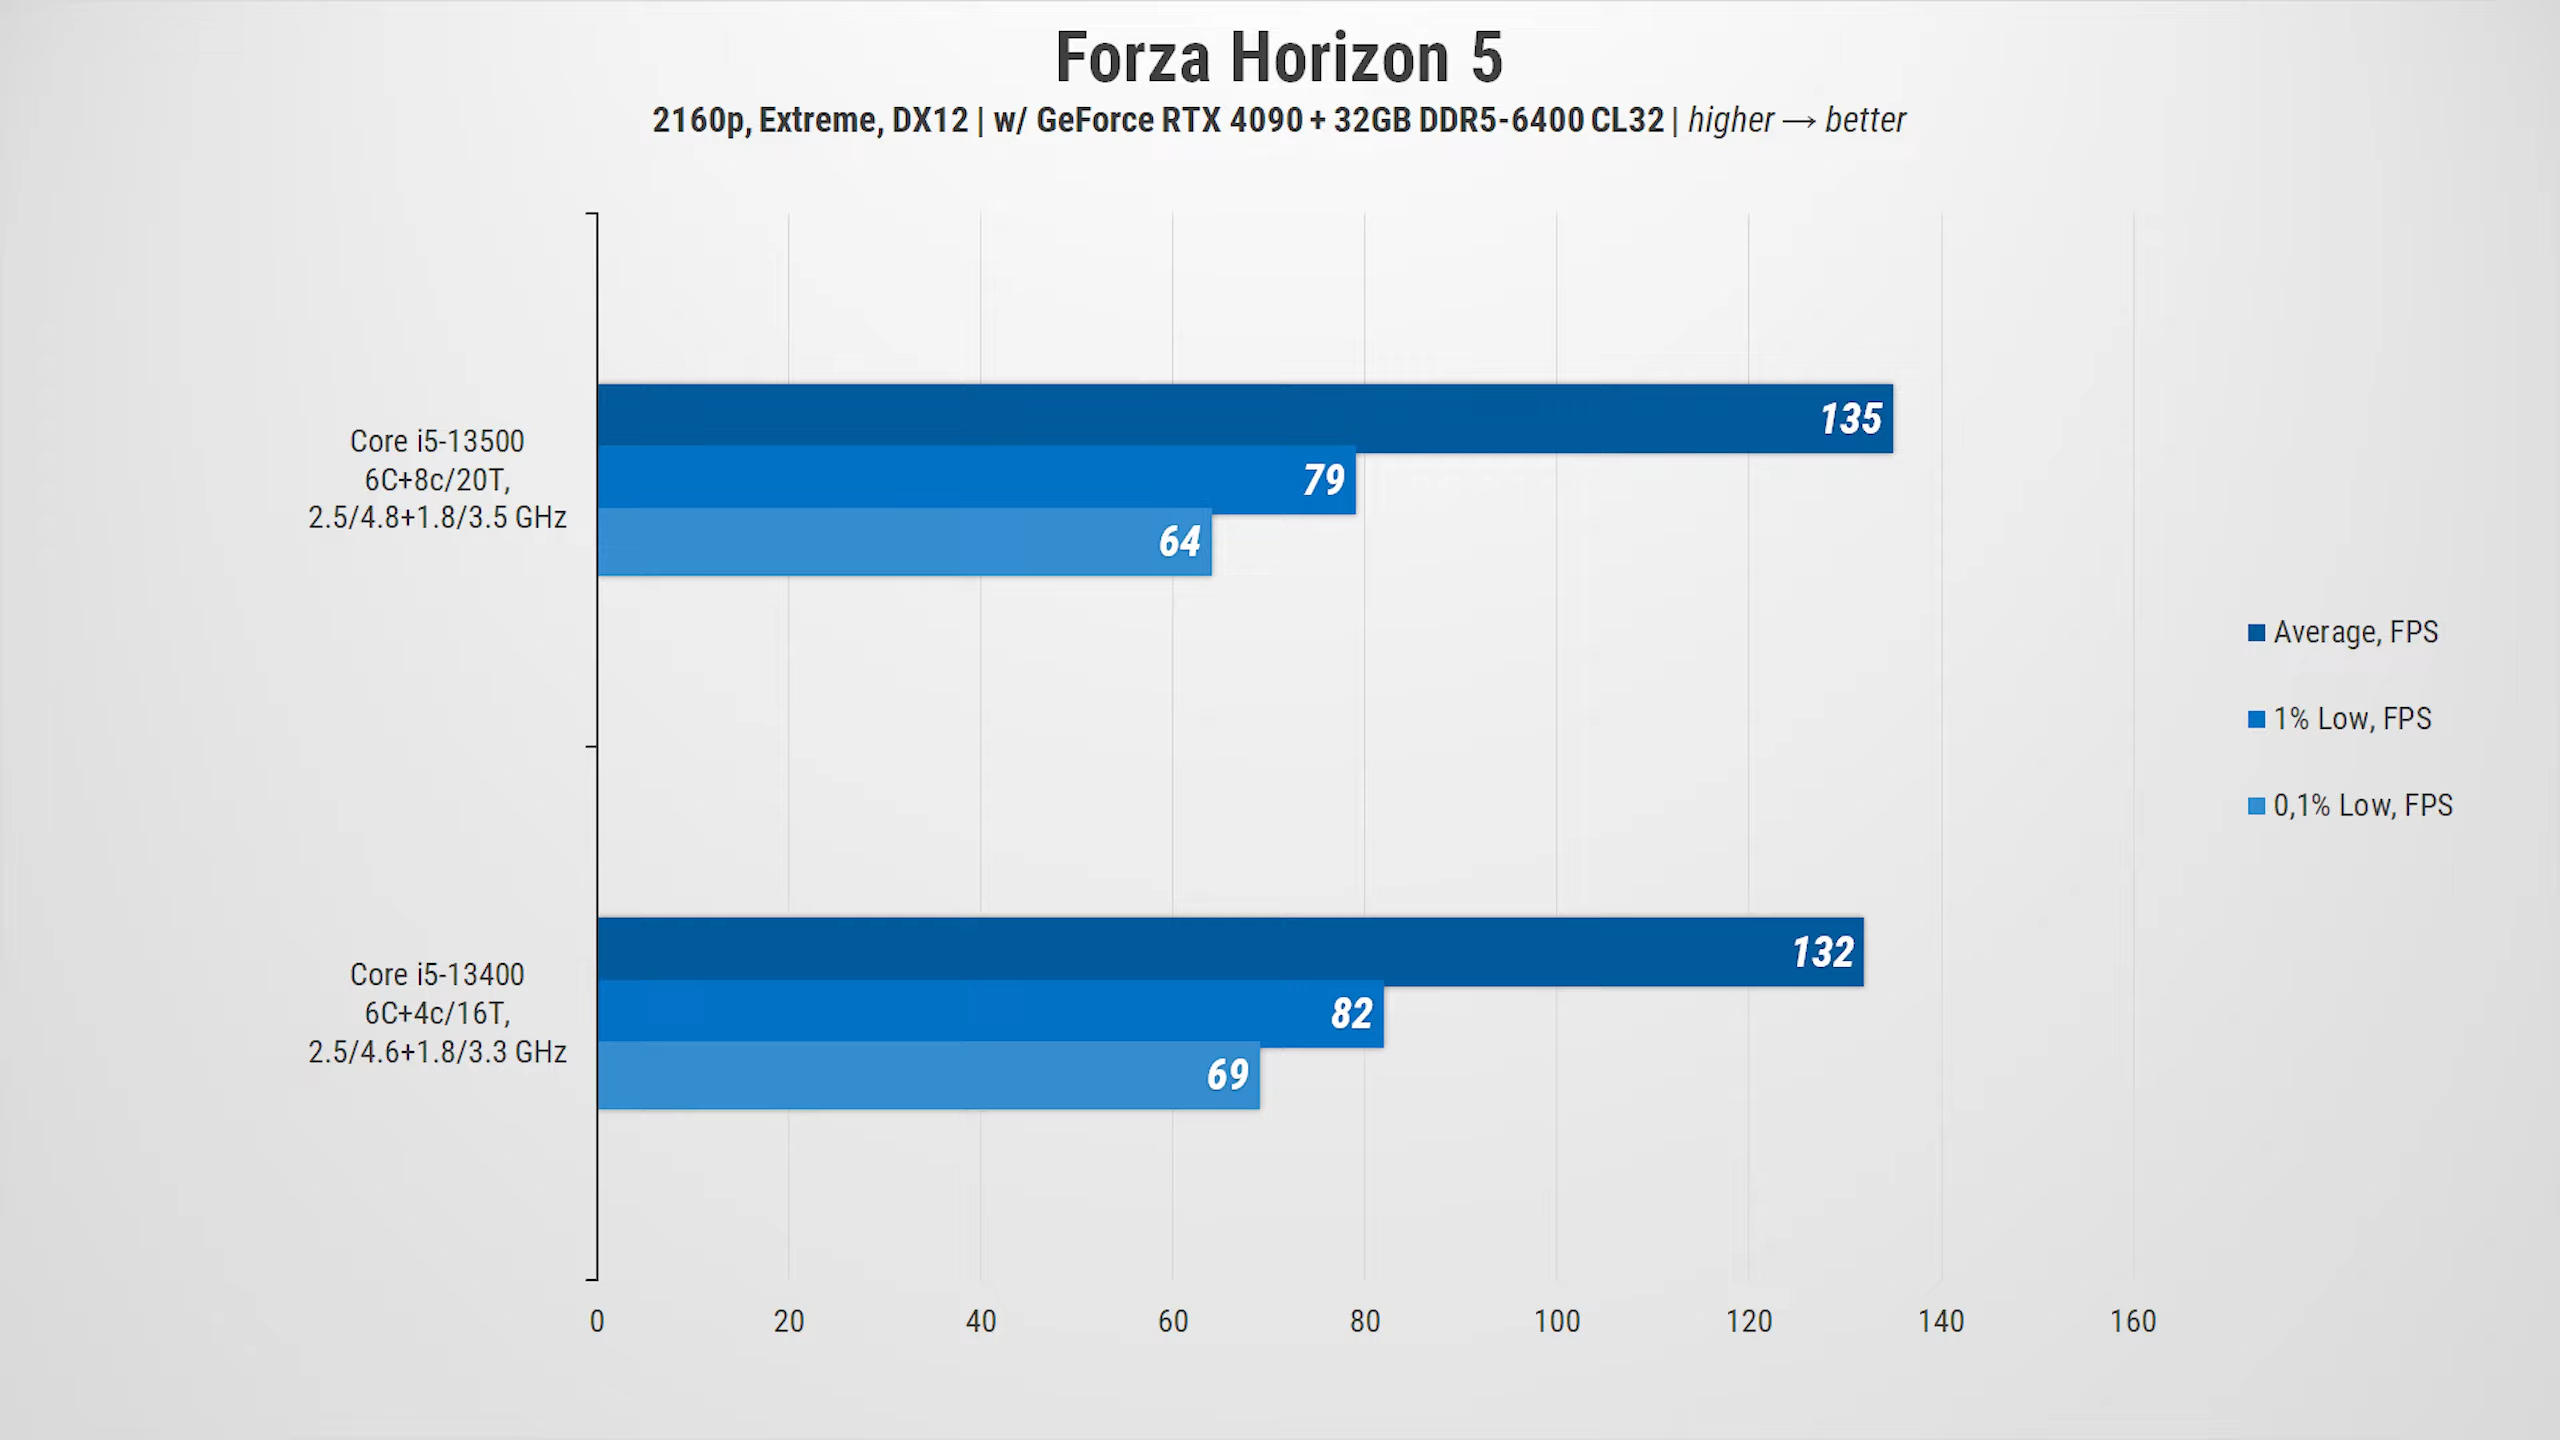 Forza Horizon 5
2160p, Extreme, DX12 | w/ GeForce RTX 4090 + 32GB DDR5-6400 CL32 | higher → better
Core i5-13500
6C+8c/20T,
2.5/4.8+1.8/3.5 GHz
135
79
64
Average, FPS
1% Low, FPS
0,1% Low, FPS
Core i5-13400
6C+4c/16T,
2.5/4.6+1.8/3.3 GHz
132
82
69
0 20 40 60 80 100 120 140 160